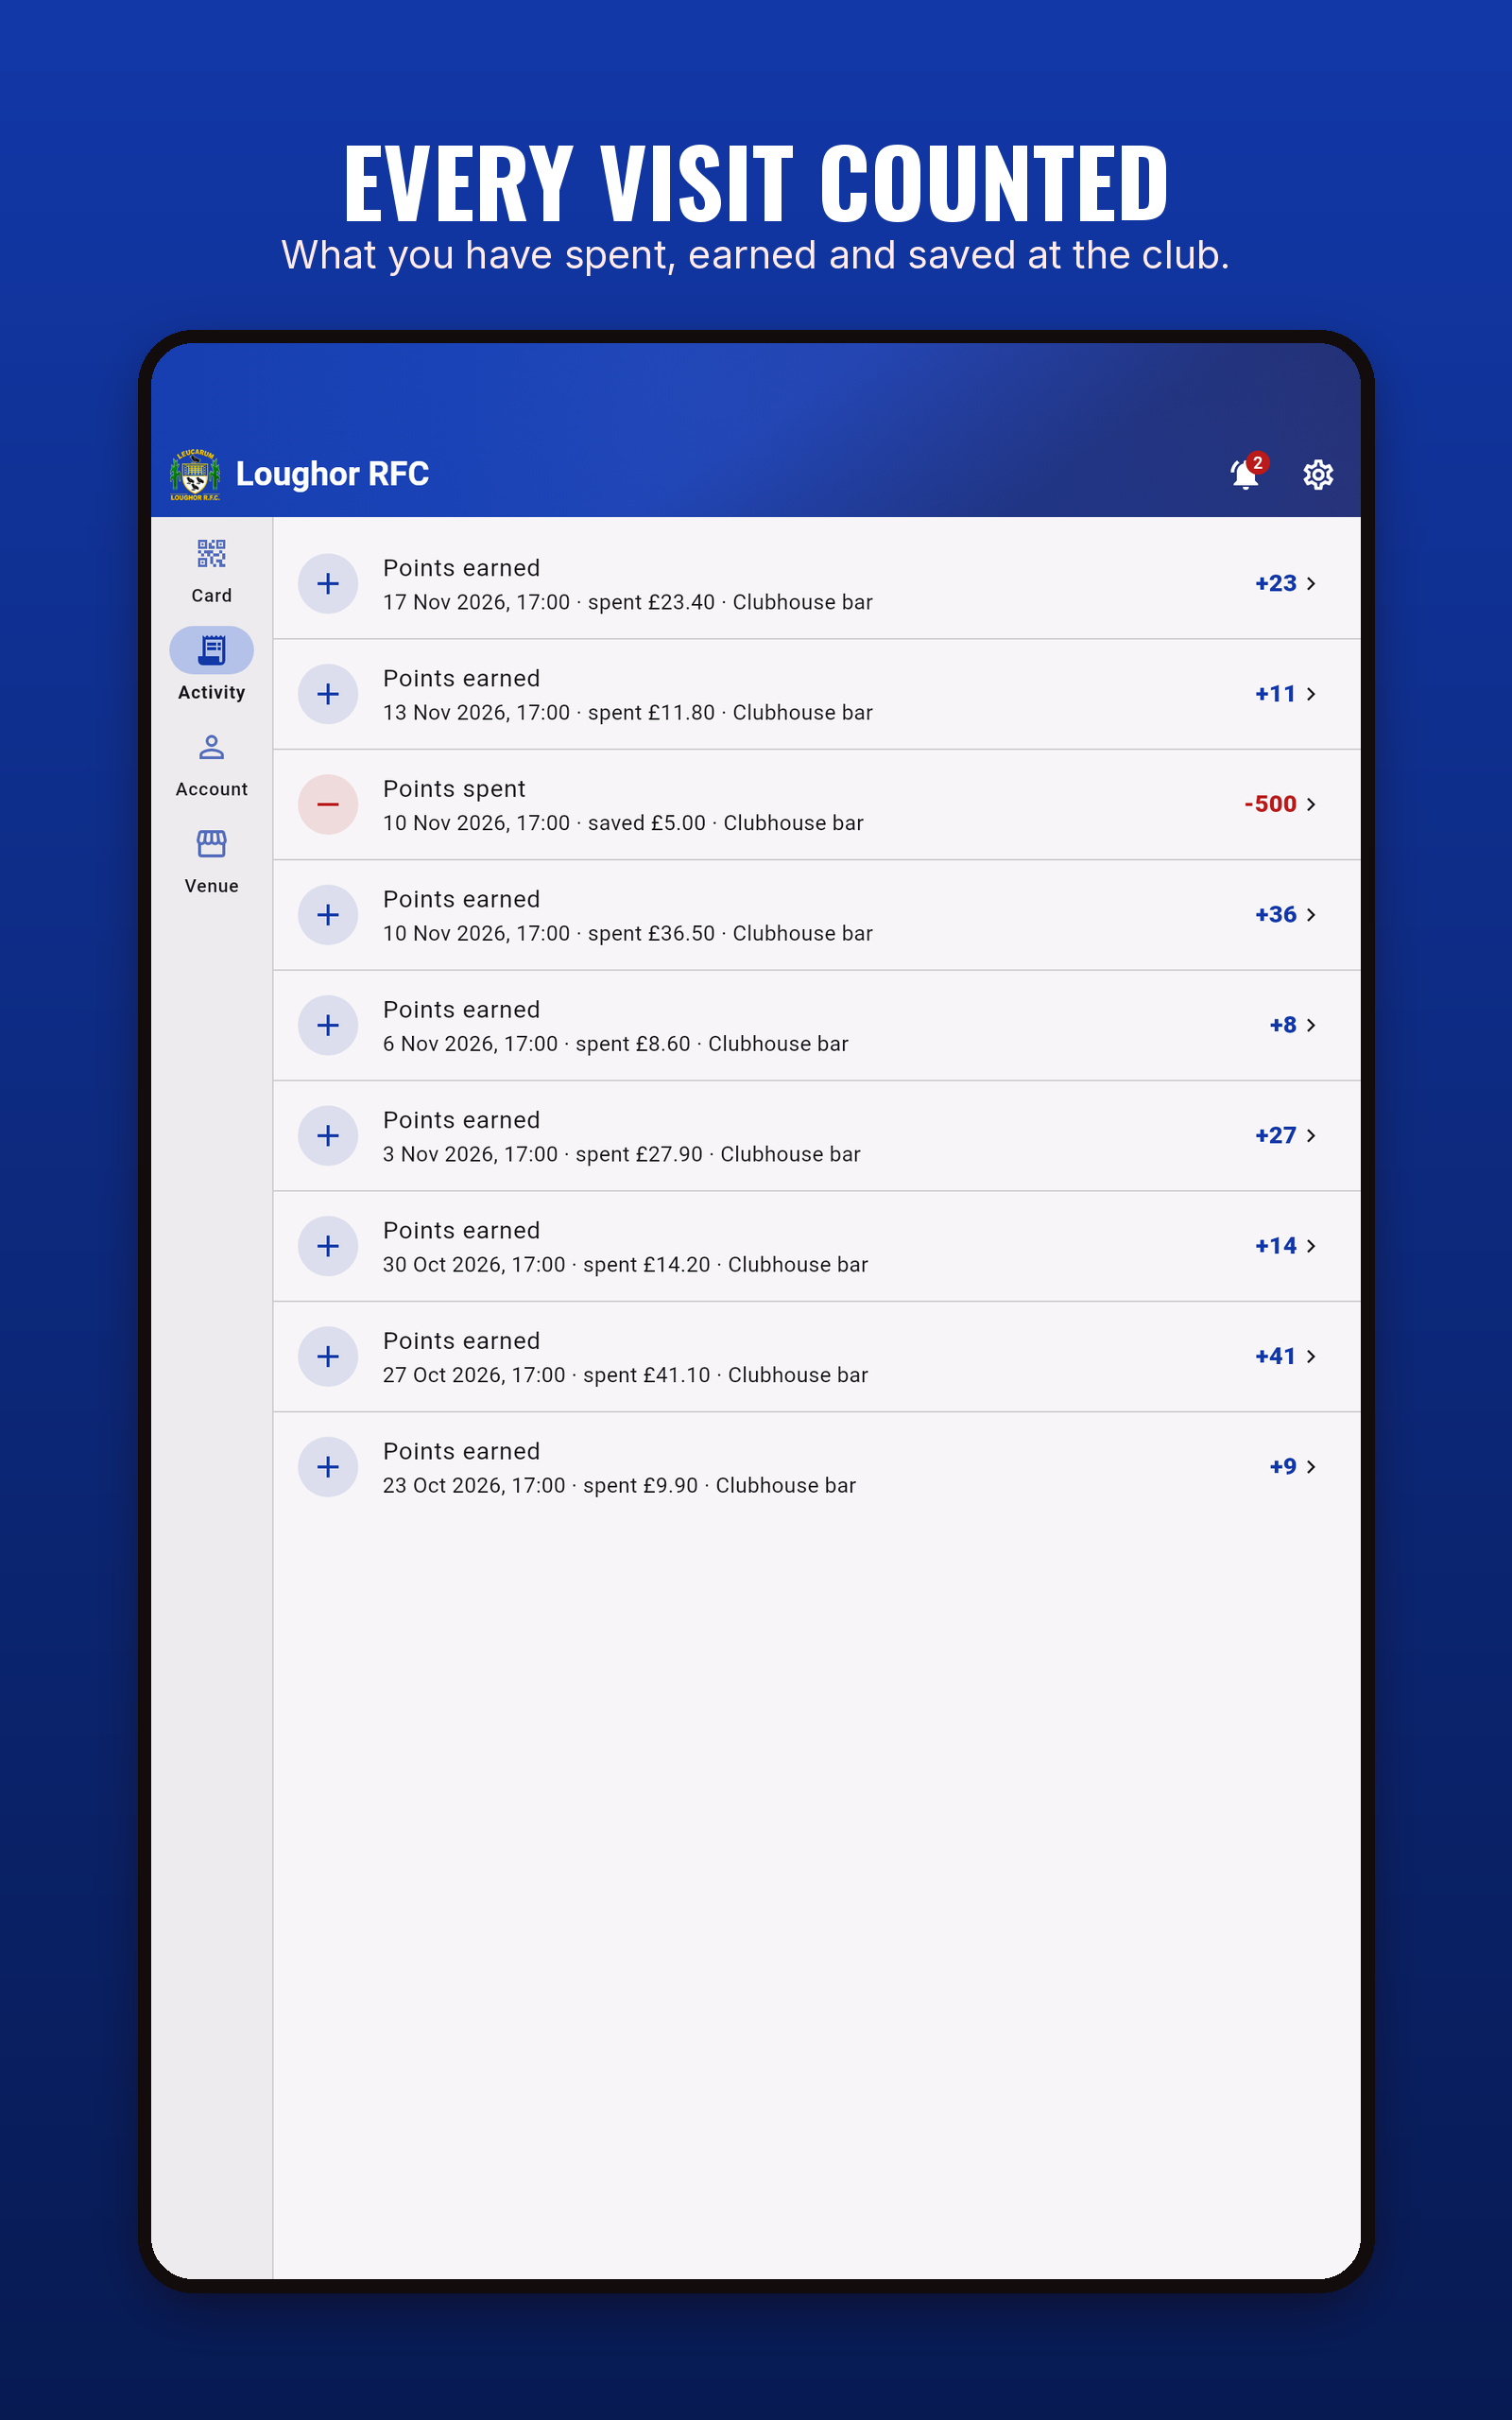 EVERY VISIT COUNTED
What you have spent, earned and saved at the club.
LEUCARUM
LOUGHOR R.F.C.
Loughor RFC
2
Card
Activity
Account
Venue
Points earned
17 Nov 2026, 17:00 · spent £23.40 · Clubhouse bar
+23
Points earned
13 Nov 2026, 17:00 · spent £11.80 · Clubhouse bar
+11
Points spent
10 Nov 2026, 17:00 · saved £5.00 · Clubhouse bar
-500
Points earned
10 Nov 2026, 17:00 · spent £36.50 · Clubhouse bar
+36
Points earned
6 Nov 2026, 17:00 · spent £8.60 · Clubhouse bar
+8
Points earned
3 Nov 2026, 17:00 · spent £27.90 · Clubhouse bar
+27
Points earned
30 Oct 2026, 17:00 · spent £14.20 · Clubhouse bar
+14
Points earned
27 Oct 2026, 17:00 · spent £41.10 · Clubhouse bar
+41
Points earned
23 Oct 2026, 17:00 · spent £9.90 · Clubhouse bar
+9